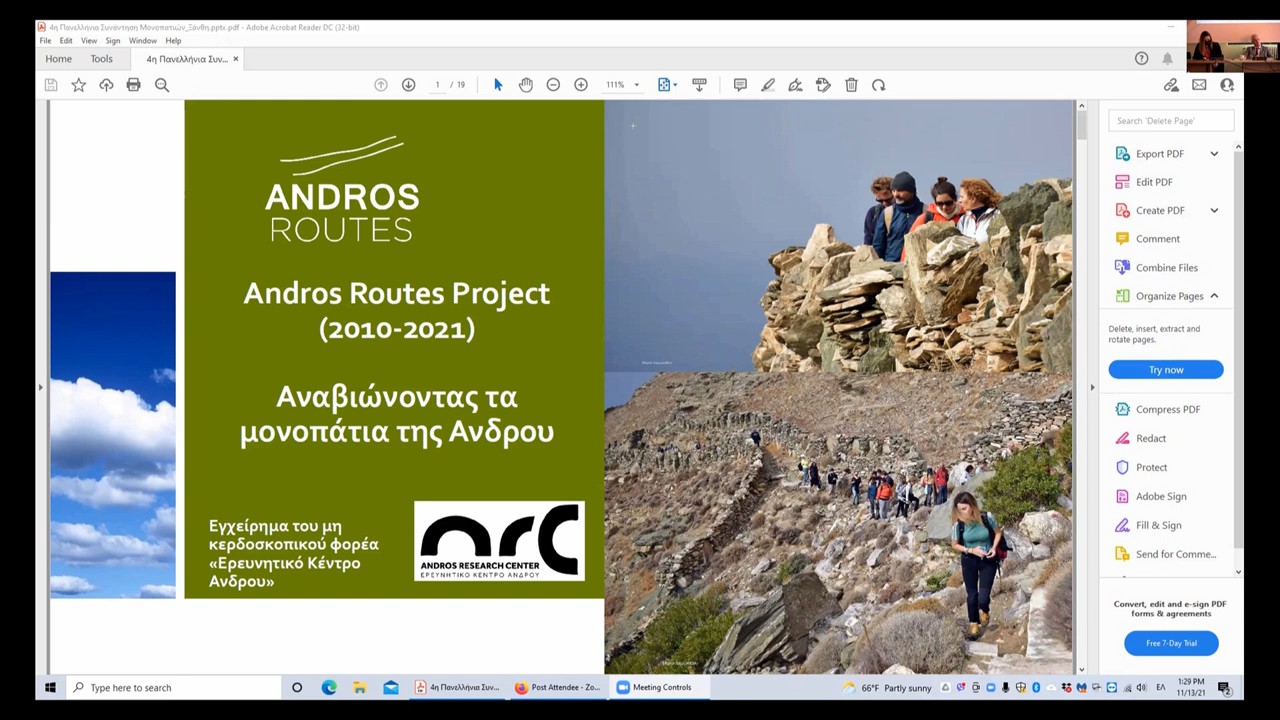 4η Πανελλήνια Συνάντηση Μονοπατιών_Ξάνθη.pptx.pdf - Adobe Acrobat Reader DC (32-bit)
File Edit View Sign Window Help
Home Tools 4η Πανελλήνια Συν... ×
1 / 19 111%
Search 'Delete Page'
Export PDF
Edit PDF
Create PDF
Comment
Combine Files
Organize Pages
Delete, insert, extract and
rotate pages.
Try now
Compress PDF
Redact
Protect
Adobe Sign
Fill & Sign
Send for Comme...
Convert, edit and e-sign PDF
forms & agreements
Free 7-Day Trial
ANDROS
ROUTES
Andros Routes Project
(2010-2021)
Αναβιώνοντας τα
μονοπάτια της Ανδρου
Εγχείρημα του μη
κερδοσκοπικού φορέα
«Ερευνητικό Κέντρο
Ανδρου»
arc
ANDROS RESEARCH CENTER
ΕΡΕΥΝΗΤΙΚΟ ΚΕΝΤΡΟ ΑΝΔΡΟΥ
Type here to search
4η Πανελλήνια Συν...
Post Attendee - Zo...
Meeting Controls
66°F Partly sunny
ΕΛ
1:29 PM
11/13/21
2